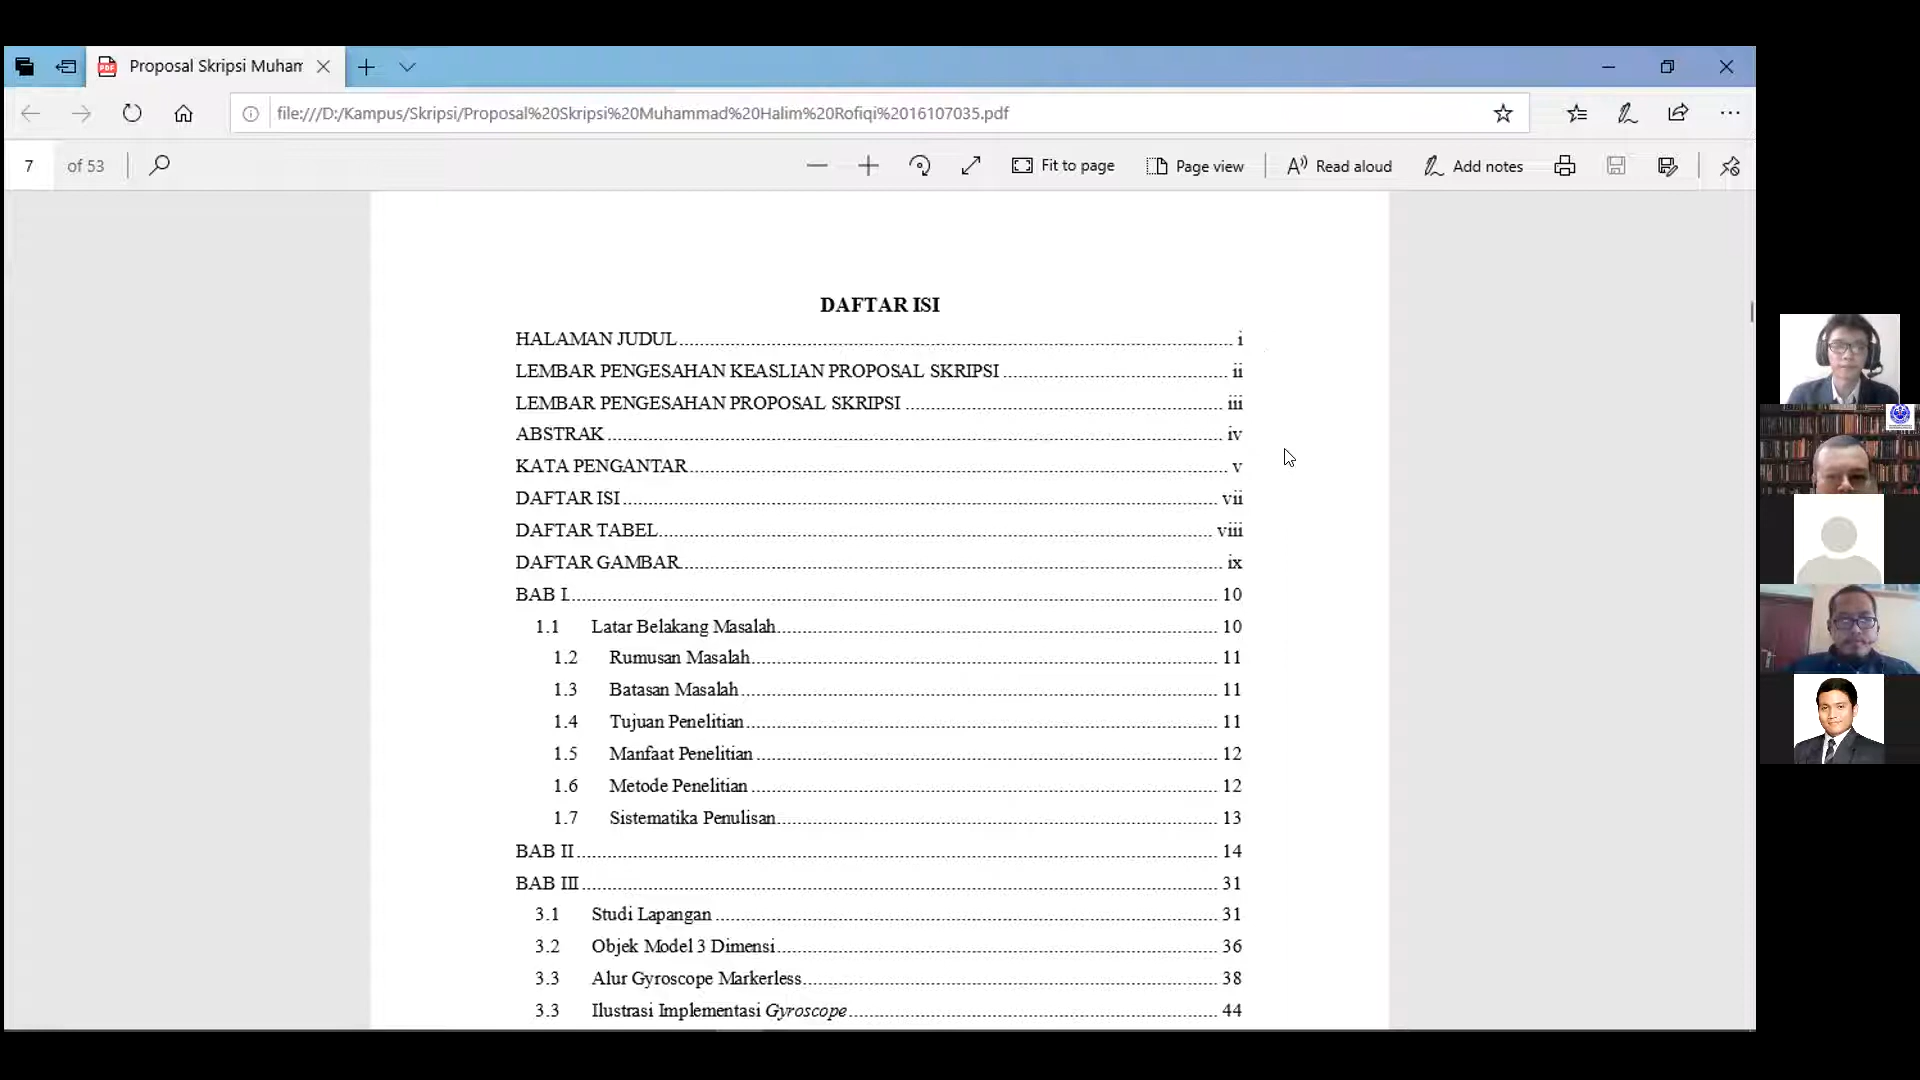 Proposal Skripsi Muham
file:///D:/Kampus/Skripsi/Proposal%20Skripsi%20Muhammad%20Halim%20Rofiqi%2016107035.pdf
7 of 53 Fit to page Page view Read aloud Add notes
DAFTAR ISI
HALAMAN JUDUL i
LEMBAR PENGESAHAN KEASLIAN PROPOSAL SKRIPSI ii
LEMBAR PENGESAHAN PROPOSAL SKRIPSI iii
ABSTRAK iv
KATA PENGANTAR v
DAFTAR ISI vii
DAFTAR TABEL viii
DAFTAR GAMBAR ix
BAB I 10
1.1 Latar Belakang Masalah 10
1.2 Rumusan Masalah 11
1.3 Batasan Masalah 11
1.4 Tujuan Penelitian 11
1.5 Manfaat Penelitian 12
1.6 Metode Penelitian 12
1.7 Sistematika Penulisan 13
BAB II 14
BAB III 31
3.1 Studi Lapangan 31
3.2 Objek Model 3 Dimensi 36
3.3 Alur Gyroscope Markerless 38
3.3 Ilustrasi Implementasi Gyroscope 44